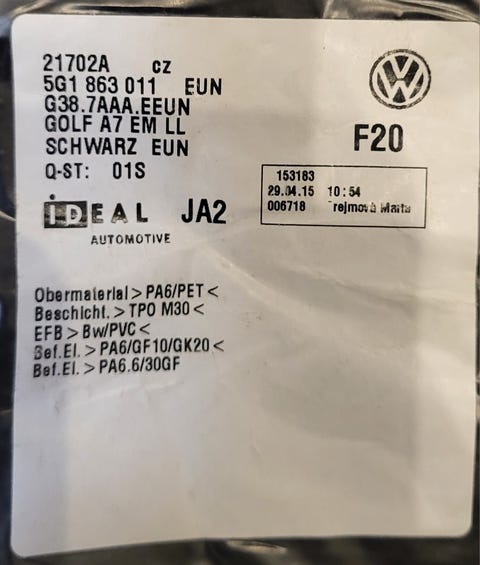 21702A CZ
5G1 863 011 EUN
G38.7AAA.EEUN
GOLF A7 EM LL
SCHWARZ EUN
Q-ST: 01S
F20
153183
29.04.15 10:54
006718
iDEAL JA2
AUTOMOTIVE
Obermaterial > PA6/PET <
Beschicht. > TPO M30 <
EFB > Bw/PVC <
Bef.El. > PA6/GF10/GK20 <
Bef.El. > PA6.6/30GF